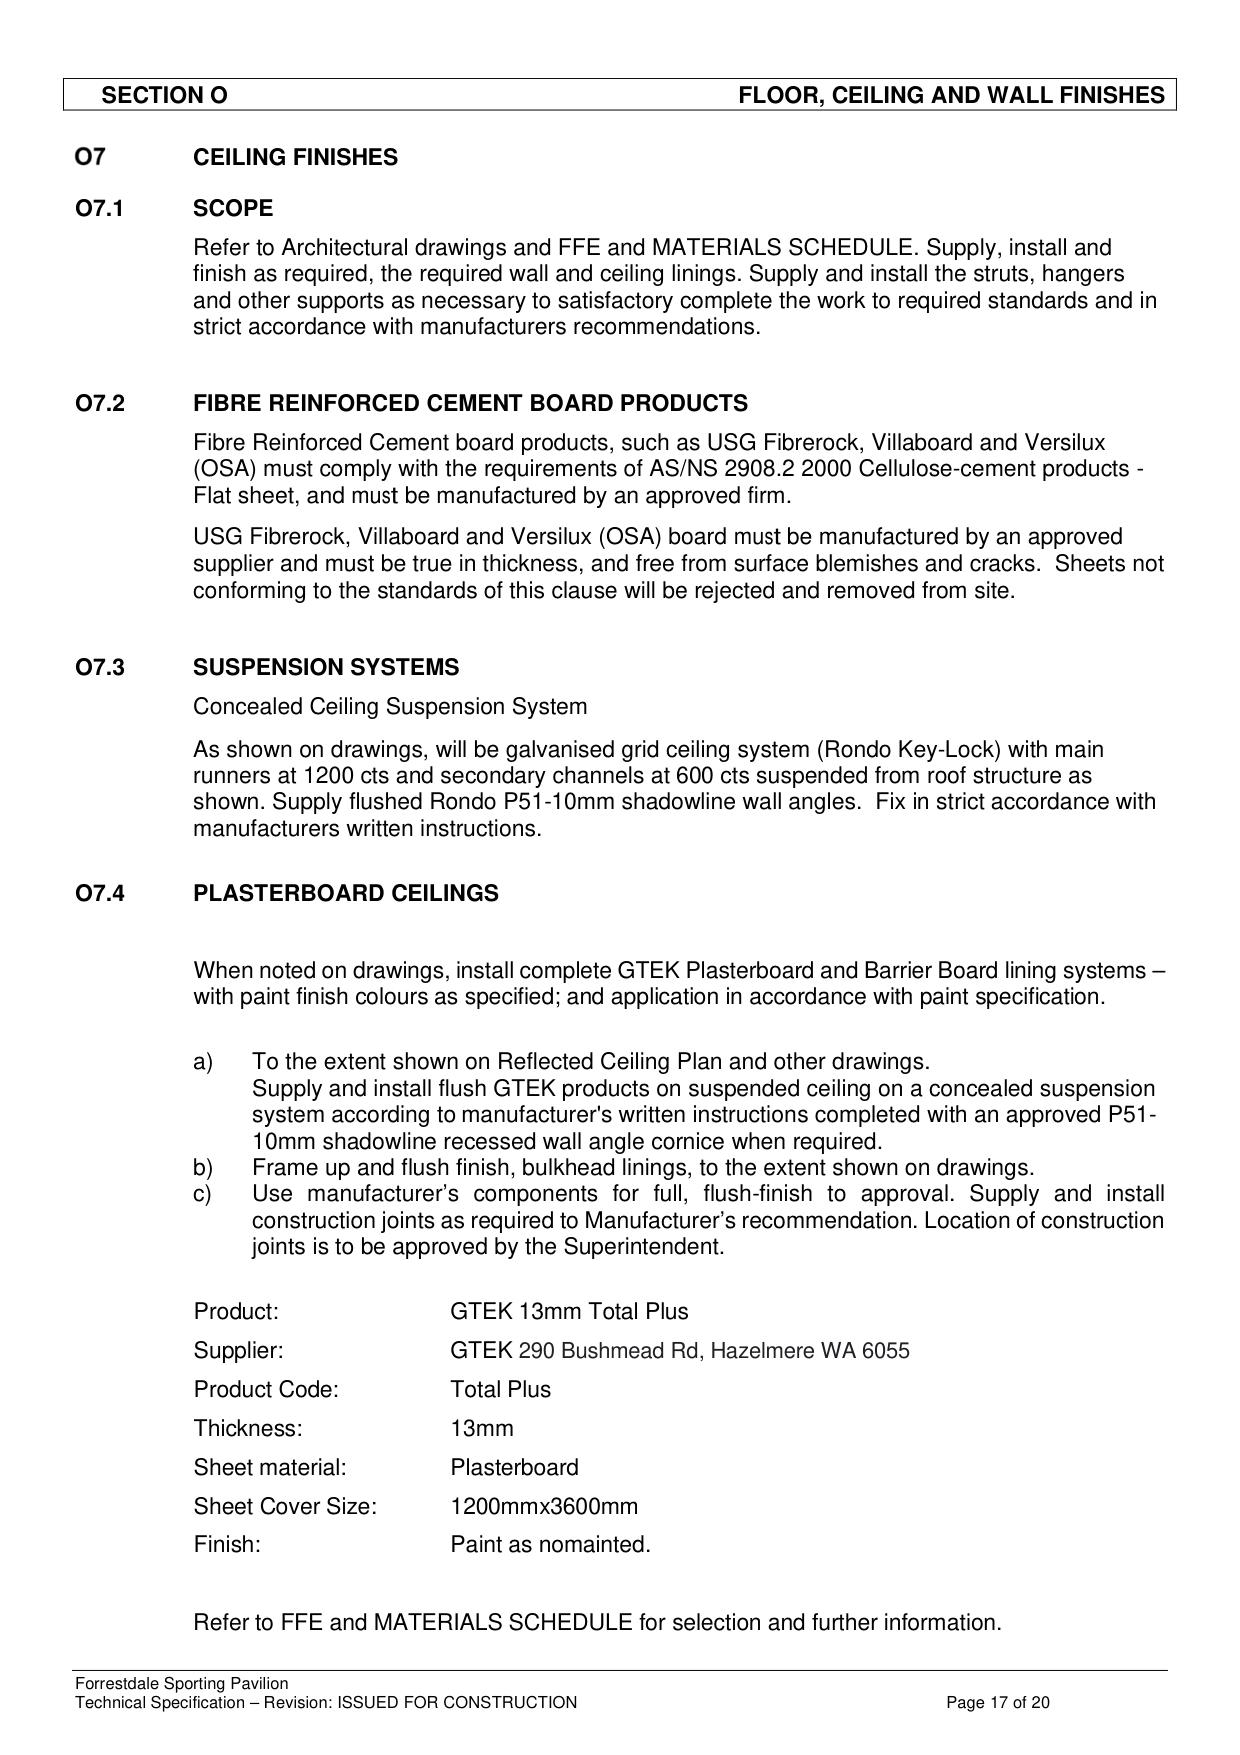 SECTION O FLOOR, CEILING AND WALL FINISHES
O7 CEILING FINISHES
O7.1 SCOPE
Refer to Architectural drawings and FFE and MATERIALS SCHEDULE. Supply, install and
finish as required, the required wall and ceiling linings. Supply and install the struts, hangers
and other supports as necessary to satisfactory complete the work to required standards and in
strict accordance with manufacturers recommendations.
O7.2 FIBRE REINFORCED CEMENT BOARD PRODUCTS
Fibre Reinforced Cement board products, such as USG Fibrerock, Villaboard and Versilux
(OSA) must comply with the requirements of AS/NS 2908.2 2000 Cellulose-cement products -
Flat sheet, and must be manufactured by an approved firm.
USG Fibrerock, Villaboard and Versilux (OSA) board must be manufactured by an approved
supplier and must be true in thickness, and free from surface blemishes and cracks. Sheets not
conforming to the standards of this clause will be rejected and removed from site.
O7.3 SUSPENSION SYSTEMS
Concealed Ceiling Suspension System
As shown on drawings, will be galvanised grid ceiling system (Rondo Key-Lock) with main
runners at 1200 cts and secondary channels at 600 cts suspended from roof structure as
shown. Supply flushed Rondo P51-10mm shadowline wall angles. Fix in strict accordance with
manufacturers written instructions.
O7.4 PLASTERBOARD CEILINGS
When noted on drawings, install complete GTEK Plasterboard and Barrier Board lining systems –
with paint finish colours as specified; and application in accordance with paint specification.
a) To the extent shown on Reflected Ceiling Plan and other drawings.
Supply and install flush GTEK products on suspended ceiling on a concealed suspension
system according to manufacturer's written instructions completed with an approved P51-
10mm shadowline recessed wall angle cornice when required.
b) Frame up and flush finish, bulkhead linings, to the extent shown on drawings.
c) Use manufacturer’s components for full, flush-finish to approval. Supply and install
construction joints as required to Manufacturer’s recommendation. Location of construction
joints is to be approved by the Superintendent.
Product: GTEK 13mm Total Plus
Supplier: GTEK 290 Bushmead Rd, Hazelmere WA 6055
Product Code: Total Plus
Thickness: 13mm
Sheet material: Plasterboard
Sheet Cover Size: 1200mmx3600mm
Finish: Paint as nomainted.
Refer to FFE and MATERIALS SCHEDULE for selection and further information.
Forrestdale Sporting Pavilion
Technical Specification – Revision: ISSUED FOR CONSTRUCTION Page 17 of 20